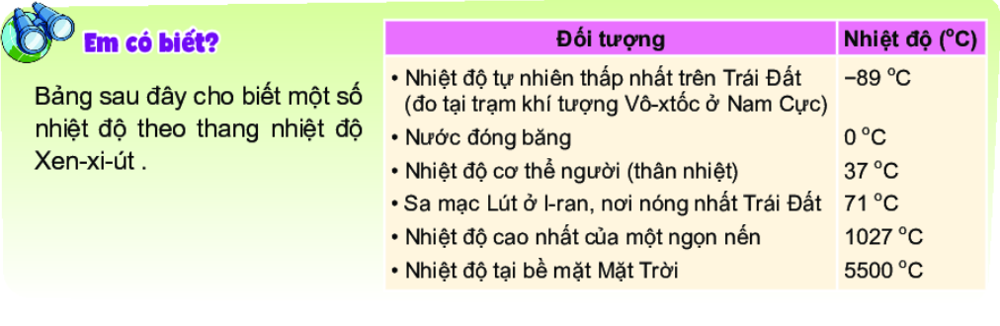 Em có biết?
Bảng sau đây cho biết một số
nhiệt độ theo thang nhiệt độ
Xen-xi-út .
Đối tượng Nhiệt độ (°C)
• Nhiệt độ tự nhiên thấp nhất trên Trái Đất −89 °C
(đo tại trạm khí tượng Vô-xtốc ở Nam Cực)
• Nước đóng băng 0 °C
• Nhiệt độ cơ thể người (thân nhiệt) 37 °C
• Sa mạc Lút ở I-ran, nơi nóng nhất Trái Đất 71 °C
• Nhiệt độ cao nhất của một ngọn nến 1027 °C
• Nhiệt độ tại bề mặt Mặt Trời 5500 °C